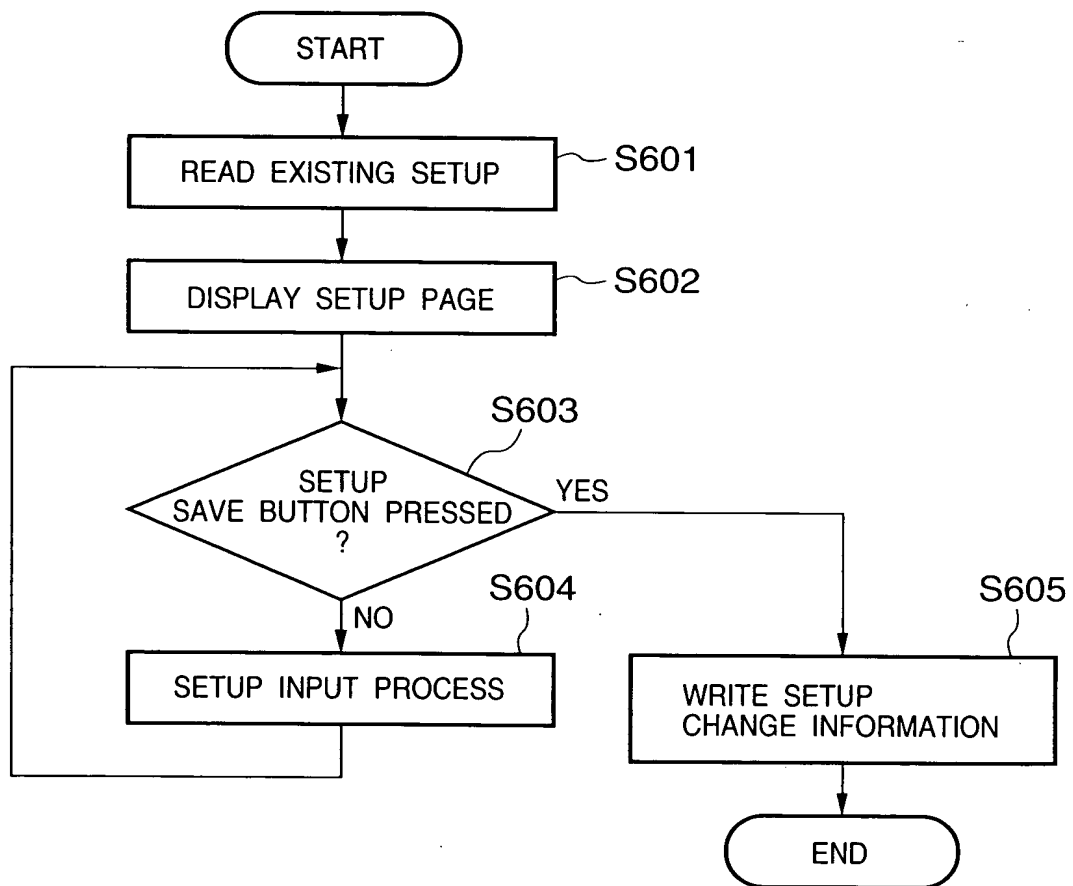 START
READ EXISTING SETUP
S601
DISPLAY SETUP PAGE
S602
S603
SETUP
SAVE BUTTON PRESSED
?
YES
NO
S604
SETUP INPUT PROCESS
S605
WRITE SETUP
CHANGE INFORMATION
END